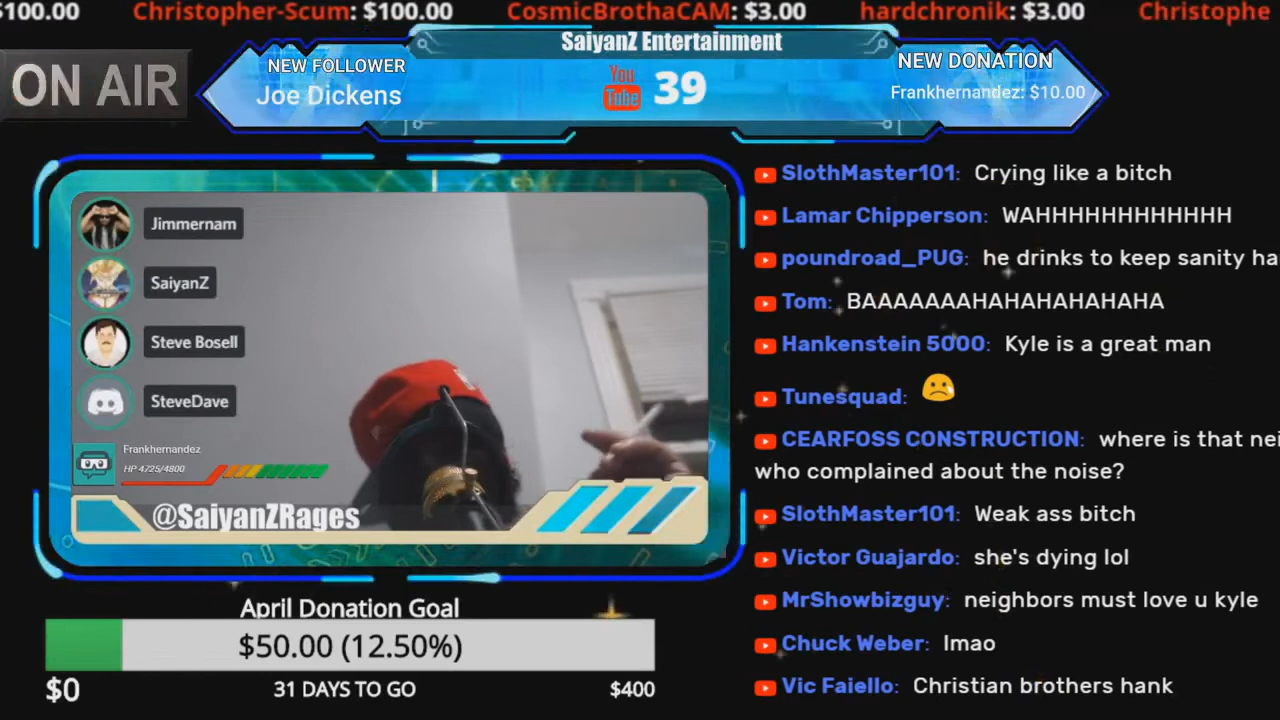 $100.00 Christopher-Scum: $100.00 CosmicBrothaCAM: $3.00 hardchronik: $3.00 Christophe
SaiyanZ Entertainment
ON AIR
NEW FOLLOWER
Joe Dickens
You
Tube
39
NEW DONATION
Frankhernandez: $10.00
Jimmernam
SaiyanZ
Steve Bosell
SteveDave
Frankhernandez
HP 4725/4800
@SaiyanZRages
April Donation Goal
$50.00 (12.50%)
$0
31 DAYS TO GO
$400
SlothMaster101: Crying like a bitch
Lamar Chipperson: WAHHHHHHHHHHHH
poundroad_PUG: he drinks to keep sanity ha
Tom: BAAAAAAAHAHAHAHAHAHA
Hankenstein 5000: Kyle is a great man
Tunesquad:
CEARFOSS CONSTRUCTION: where is that nei
who complained about the noise?
SlothMaster101: Weak ass bitch
Victor Guajardo: she's dying lol
MrShowbizguy: neighbors must love u kyle
Chuck Weber: lmao
Vic Faiello: Christian brothers hank